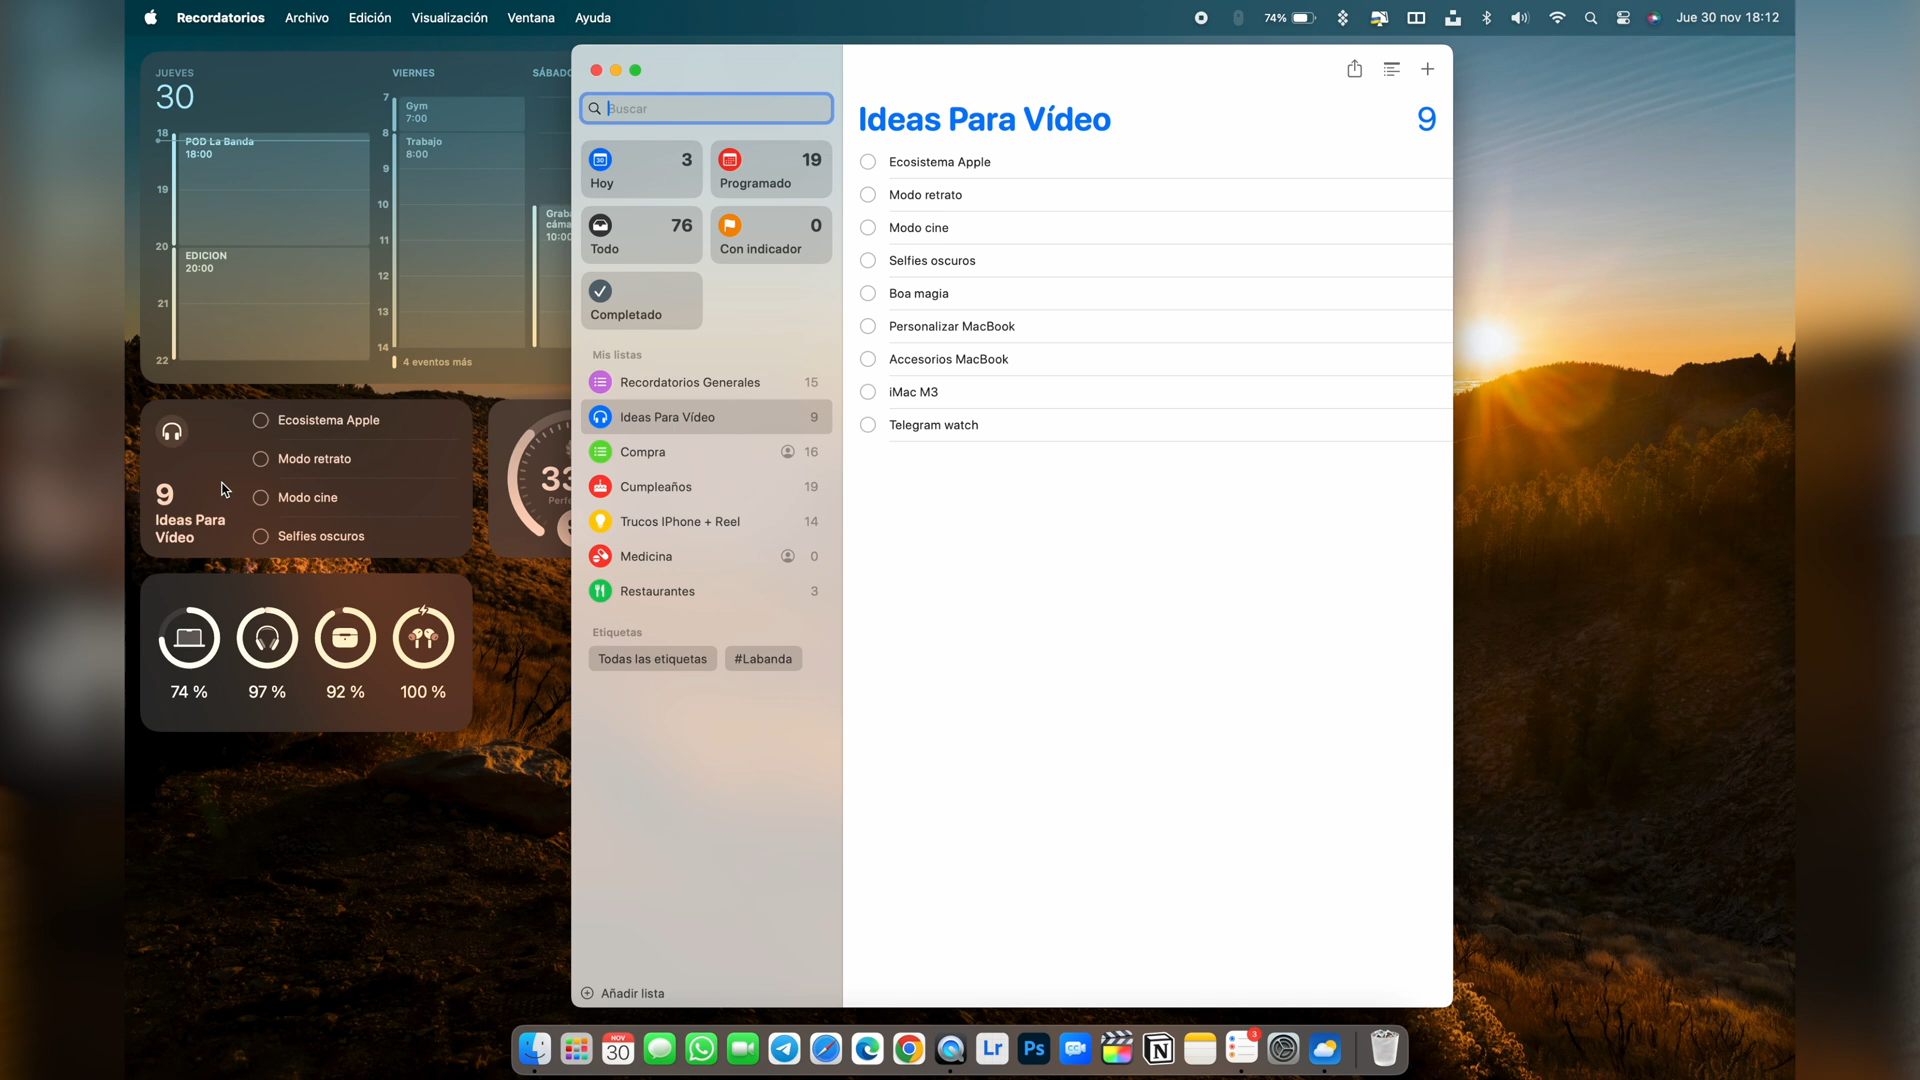 Recordatorios Archivo Edición Visualización Ventana Ayuda
74%
Jue 30 nov 18:12
JUEVES
30
18
POD La Banda
18:00
19
20
EDICION
20:00
21
22
VIERNES
7
Gym
7:00
8
Trabajo
8:00
9
10
11
12
13
14
4 eventos más
SÁBADO
10:00
9
Ideas Para
Vídeo
Ecosistema Apple
Modo retrato
Modo cine
Selfies oscuros
74 %
97 %
92 %
100 %
Buscar
30
3
Hoy
19
Programado
76
Todo
0
Con indicador
Completado
Mis listas
Recordatorios Generales 15
Ideas Para Vídeo 9
Compra 16
Cumpleaños 19
Trucos IPhone + Reel 14
Medicina 0
Restaurantes 3
Etiquetas
Todas las etiquetas #Labanda
Añadir lista
Ideas Para Vídeo 9
Ecosistema Apple
Modo retrato
Modo cine
Selfies oscuros
Boa magia
Personalizar MacBook
Accesorios MacBook
iMac M3
Telegram watch
NOV
30
Lr
Ps
CC
N
3